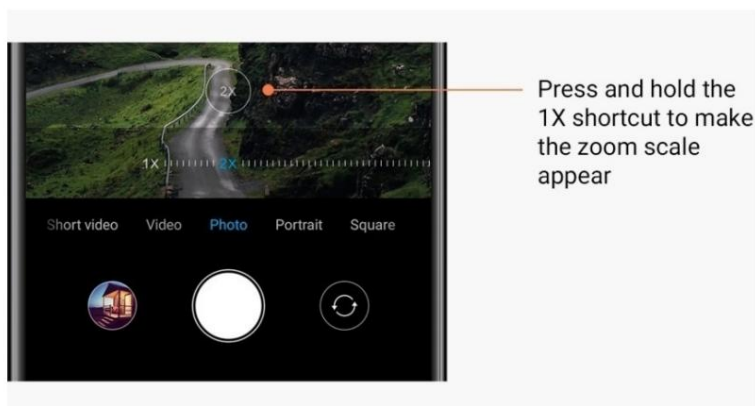 2X
Press and hold the
1X shortcut to make
the zoom scale
appear
1X 2X
Short video Video Photo Portrait Square